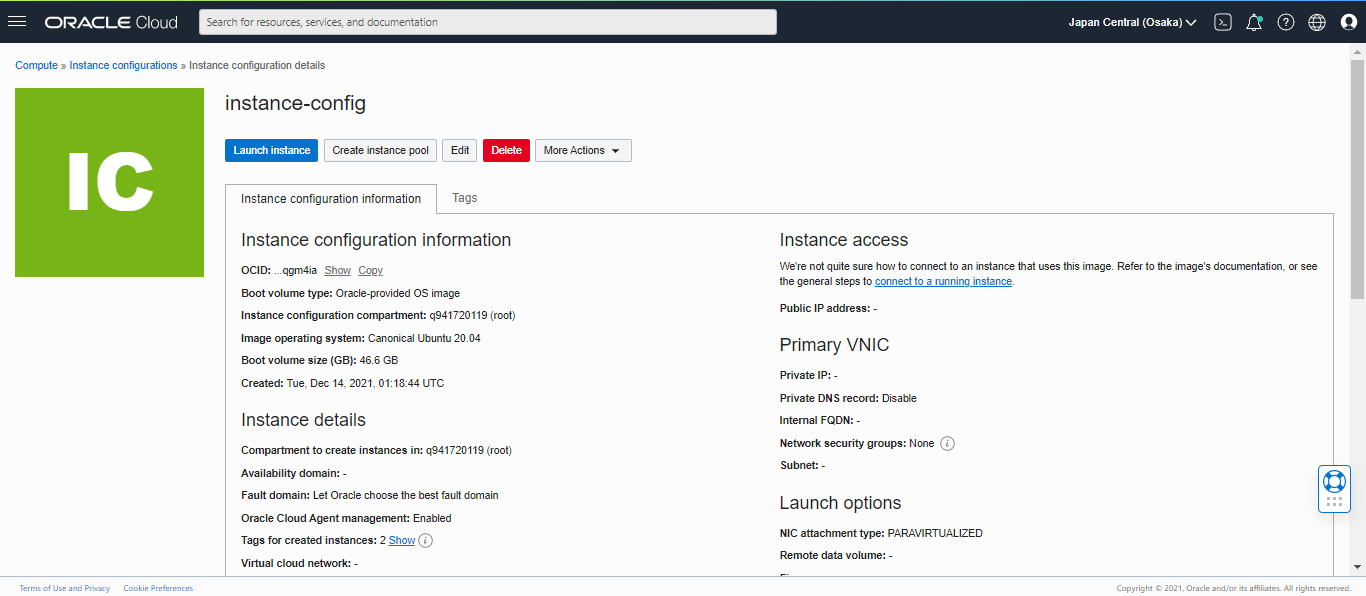 ORACLE Cloud
Search for resources, services, and documentation
Japan Central (Osaka)
Compute » Instance configurations » Instance configuration details
IC
instance-config
Launch instance
Create instance pool
Edit
Delete
More Actions
Instance configuration information
Tags
Instance configuration information
OCID: ...qgm4ia Show Copy
Boot volume type: Oracle-provided OS image
Instance configuration compartment: q941720119 (root)
Image operating system: Canonical Ubuntu 20.04
Boot volume size (GB): 46.6 GB
Created: Tue, Dec 14, 2021, 01:18:44 UTC
Instance details
Compartment to create instances in: q941720119 (root)
Availability domain: -
Fault domain: Let Oracle choose the best fault domain
Oracle Cloud Agent management: Enabled
Tags for created instances: 2 Show
Virtual cloud network: -
Instance access
We're not quite sure how to connect to an instance that uses this image. Refer to the image's documentation, or see
the general steps to connect to a running instance.
Public IP address: -
Primary VNIC
Private IP: -
Private DNS record: Disable
Internal FQDN: -
Network security groups: None
Subnet: -
Launch options
NIC attachment type: PARAVIRTUALIZED
Remote data volume: -
Terms of Use and Privacy
Cookie Preferences
Copyright © 2021, Oracle and/or its affiliates. All rights reserved.